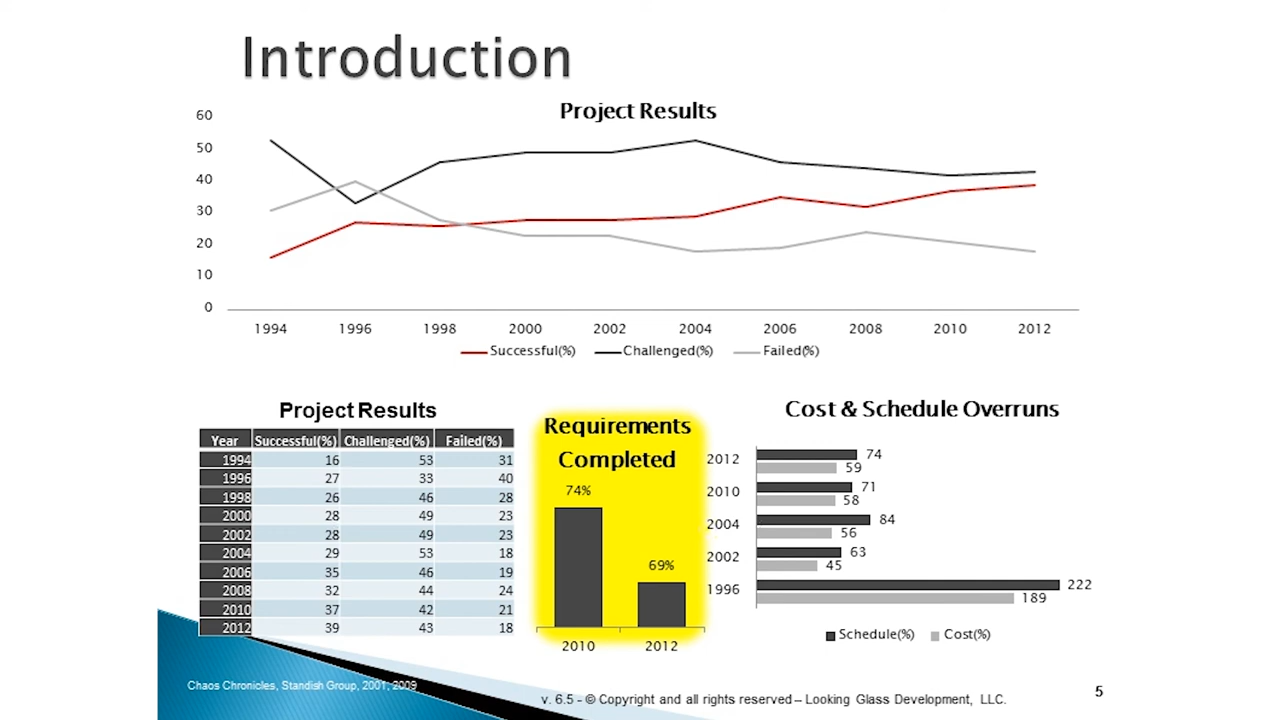 Introduction
Project Results
60
50
40
30
20
10
0
1994 1996 1998 2000 2002 2004 2006 2008 2010 2012
Successful(%) Challenged(%) Failed(%)
Project Results
Year Successful(%) Challenged(%) Failed(%)
1994 16 53 31
1996 27 33 40
1998 26 46 28
2000 28 49 23
2002 28 49 23
2004 29 53 18
2006 35 46 19
2008 32 44 24
2010 37 42 21
2012 39 43 18
Requirements
Completed
74%
69%
2010 2012
Cost & Schedule Overruns
2012 74
59
2010 71
58
2004 84
56
2002 63
45
1996 222
189
Schedule(%) Cost(%)
Chaos Chronicles, Standish Group, 2001, 2009
v. 6.5 - © Copyright and all rights reserved – Looking Glass Development, LLC.
5